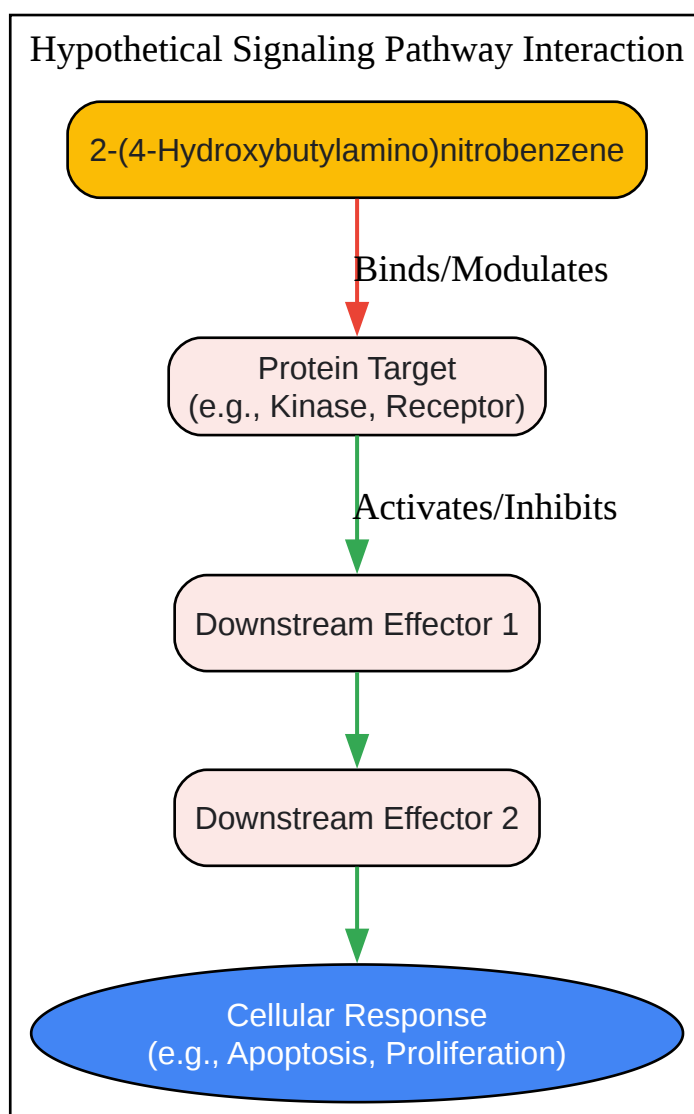 Hypothetical Signaling Pathway Interaction
2-(4-Hydroxybutylamino)nitrobenzene
Binds/Modulates
Protein Target
(e.g., Kinase, Receptor)
Activates/Inhibits
Downstream Effector 1
Downstream Effector 2
Cellular Response
(e.g., Apoptosis, Proliferation)